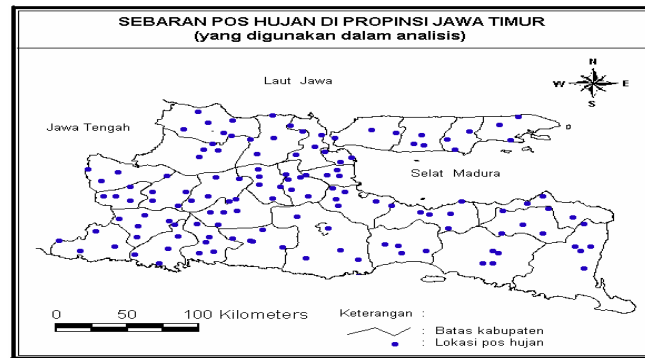 SEBARAN POS HUJAN DI PROPINSI JAWA TIMUR
(yang digunakan dalam analisis)
Laut Jawa
N
W E
S
Jawa Tengah
Selat Madura
0 50 100 Kilometers
Keterangan :
: Batas kabupaten
: Lokasi pos hujan